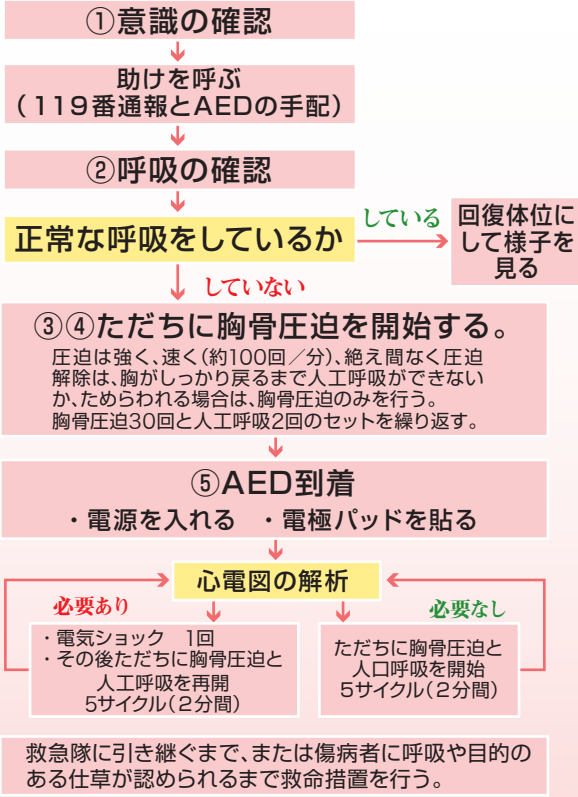 ①意識の確認
助けを呼ぶ
(119番通報とAEDの手配)
②呼吸の確認
正常な呼吸をしているか
している
回復体位に
して様子を
見る
していない
③④ただちに胸骨圧迫を開始する。
圧迫は強く、速く(約100回/分)、絶え間なく圧迫
解除は、胸がしっかり戻るまで人工呼吸ができない
か、ためらわれる場合は、胸骨圧迫のみを行う。
胸骨圧迫30回と人工呼吸2回のセットを繰り返す。
⑤AED到着
・電源を入れる ・電極パッドを貼る
心電図の解析
必要あり
・電気ショック 1回
・その後ただちに胸骨圧迫と
人工呼吸を再開
5サイクル(2分間)
必要なし
ただちに胸骨圧迫と
人口呼吸を開始
5サイクル(2分間)
救急隊に引き継ぐまで、または傷病者に呼吸や目的の
ある仕草が認められるまで救命措置を行う。